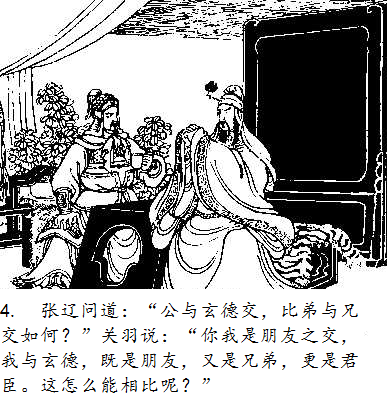 4. 张辽问道：“公与玄德交，比弟与兄
交如何？”关羽说：“你我是朋友之交，
我与玄德，既是朋友，又是兄弟，更是君
臣。这怎么能相比呢？”